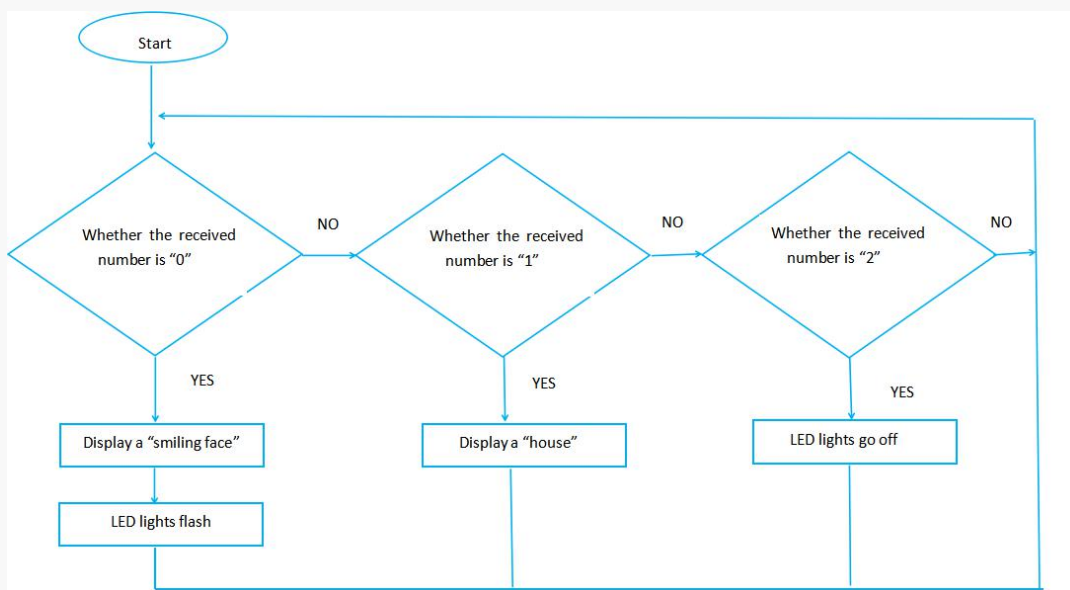 Start
Whether the received
number is “0”
NO
Whether the received
number is “1”
NO
Whether the received
number is “2”
NO
YES
YES
YES
Display a “smiling face”
Display a “house”
LED lights go off
LED lights flash